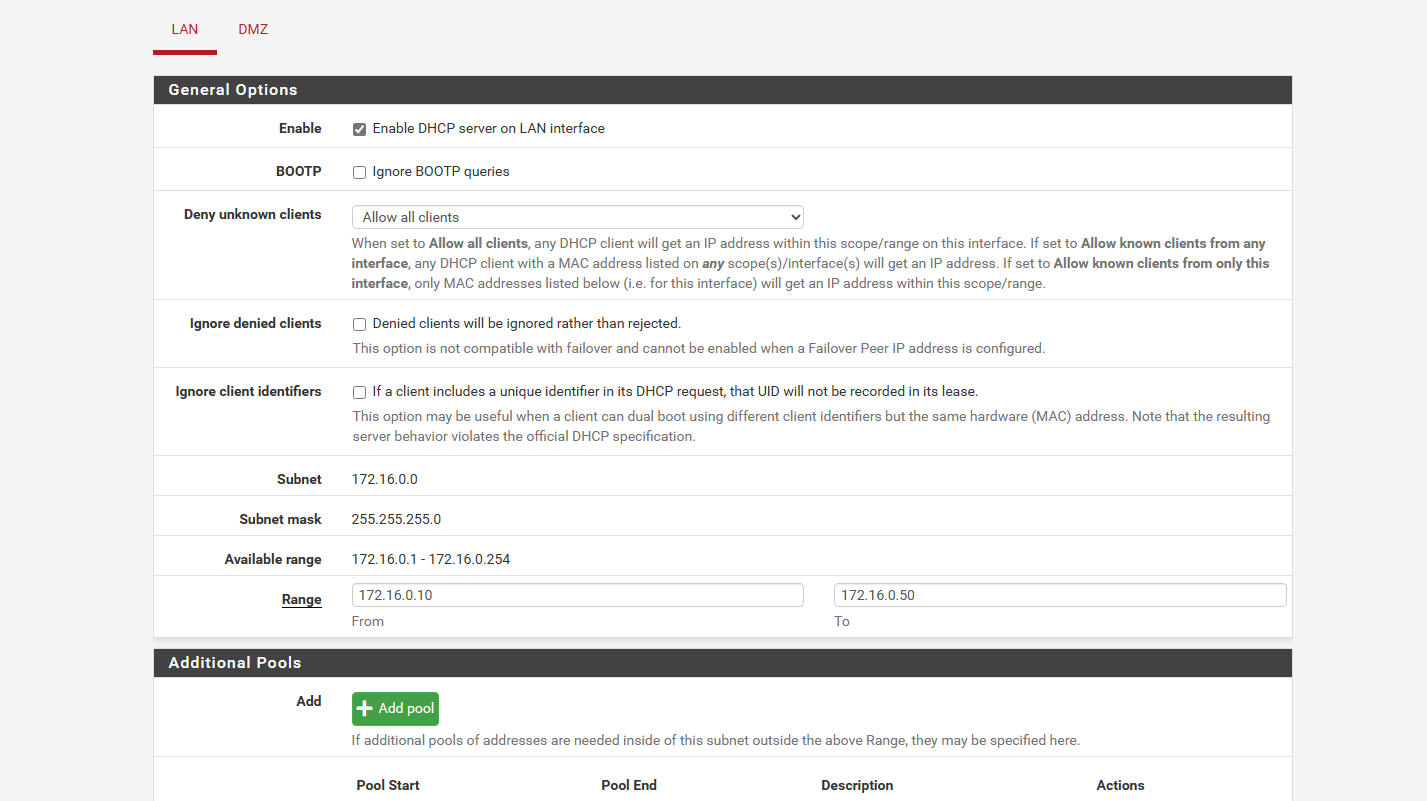 LAN DMZ
General Options
Enable Enable DHCP server on LAN interface
BOOTP Ignore BOOTP queries
Deny unknown clients Allow all clients
When set to Allow all clients, any DHCP client will get an IP address within this scope/range on this interface. If set to Allow known clients from any
interface, any DHCP client with a MAC address listed on any scope(s)/interface(s) will get an IP address. If set to Allow known clients from only this
interface, only MAC addresses listed below (i.e. for this interface) will get an IP address within this scope/range.
Ignore denied clients Denied clients will be ignored rather than rejected.
This option is not compatible with failover and cannot be enabled when a Failover Peer IP address is configured.
Ignore client identifiers If a client includes a unique identifier in its DHCP request, that UID will not be recorded in its lease.
This option may be useful when a client can dual boot using different client identifiers but the same hardware (MAC) address. Note that the resulting
server behavior violates the official DHCP specification.
Subnet 172.16.0.0
Subnet mask 255.255.255.0
Available range 172.16.0.1 - 172.16.0.254
Range 172.16.0.10 172.16.0.50
From To
Additional Pools
Add Add pool
If additional pools of addresses are needed inside of this subnet outside the above Range, they may be specified here.
Pool Start Pool End Description Actions